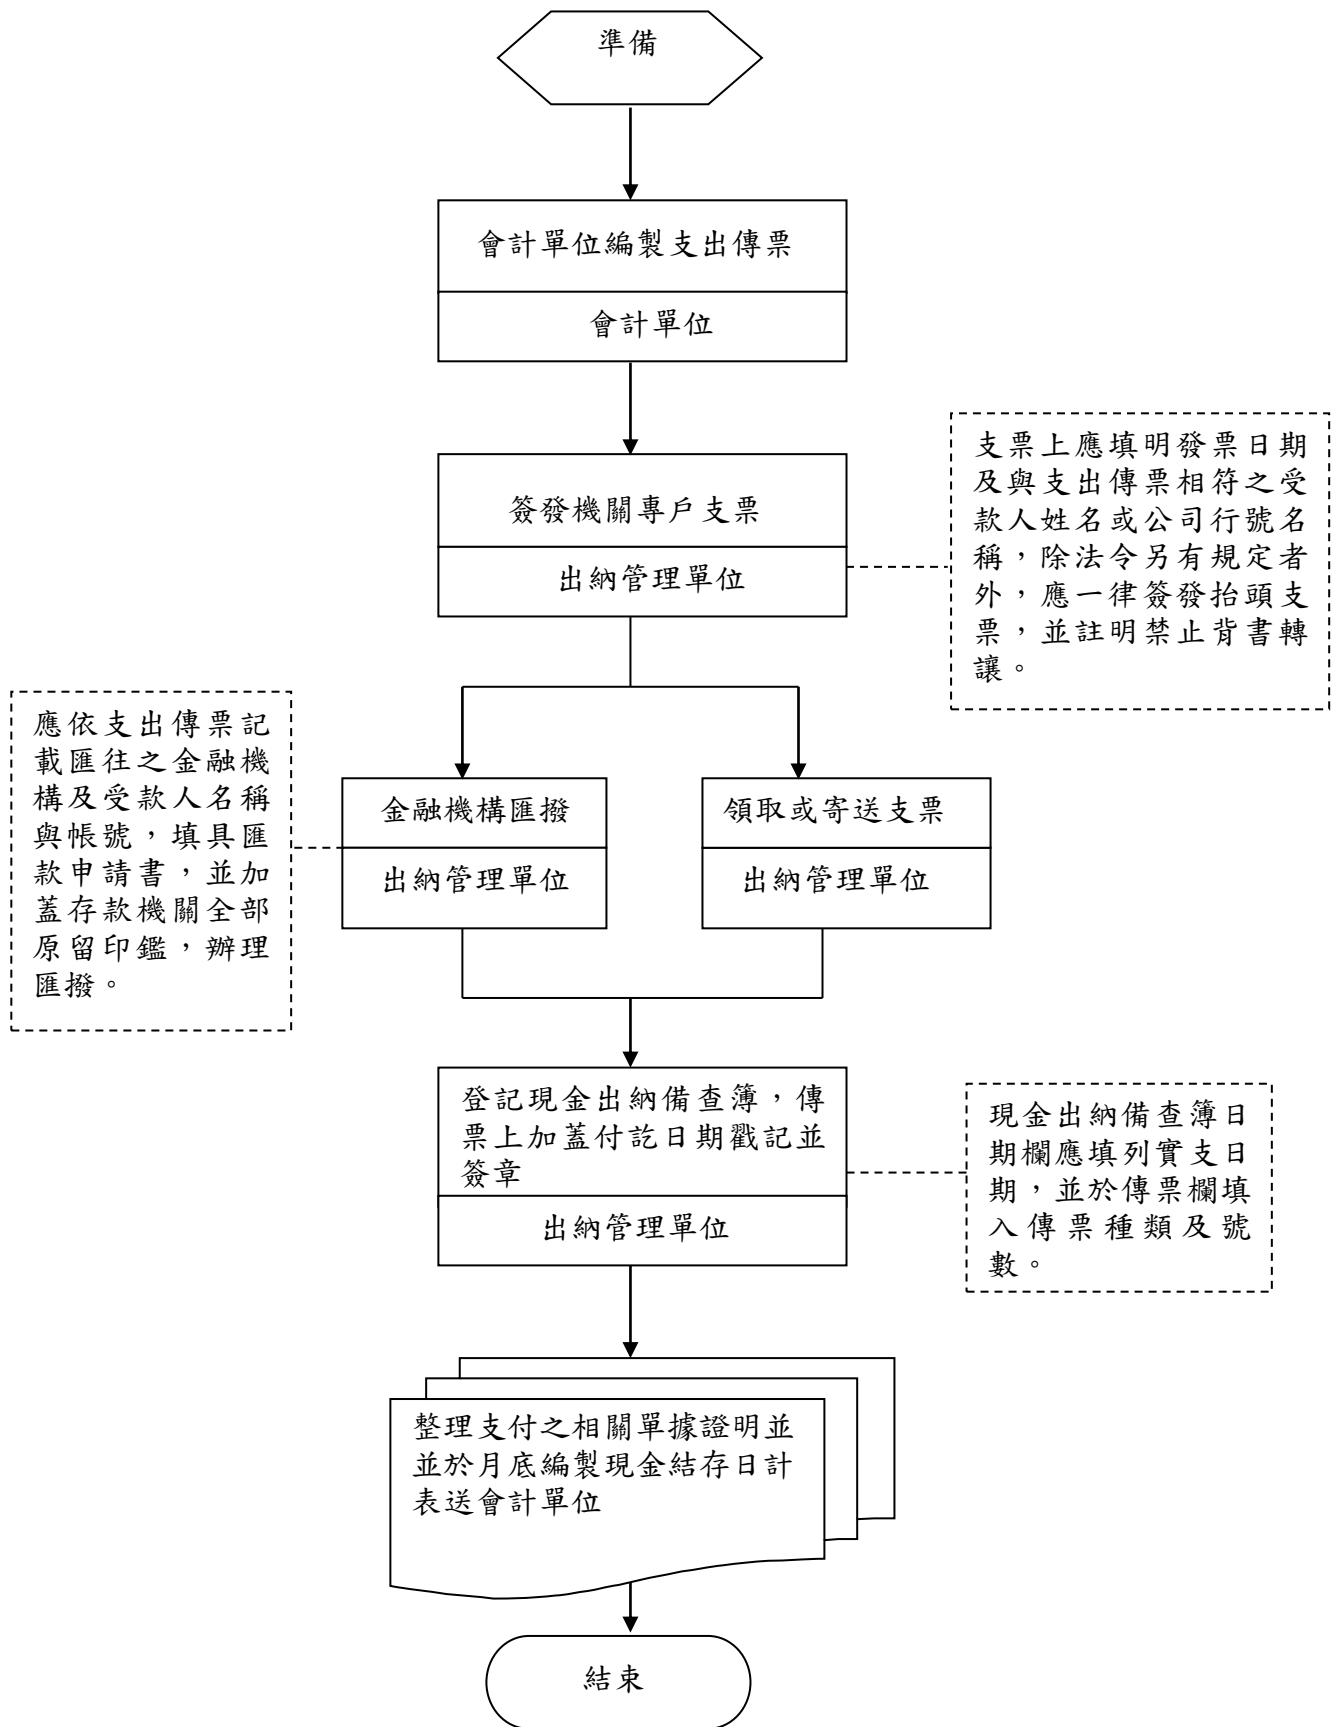 準備
會計單位編製支出傳票
會計單位
簽發機關專戶支票
出納管理單位
支票上應填明發票日期
及與支出傳票相符之受
款人姓名或公司行號名
稱，除法令另有規定者
外，應一律簽發抬頭支
票，並註明禁止背書轉
讓。
應依支出傳票記
載匯往之金融機
構及受款人名稱
與帳號，填具匯
款申請書，並加
蓋存款機關全部
原留印鑑，辦理
匯撥。
金融機構匯撥
出納管理單位
領取或寄送支票
出納管理單位
登記現金出納備查簿，傳
票上加蓋付訖日期戳記並
簽章
出納管理單位
現金出納備查簿日
期欄應填列實支日
期，並於傳票欄填
入傳票種類及號
數。
整理支付之相關單據證明並
並於月底編製現金結存日計
表送會計單位
結束